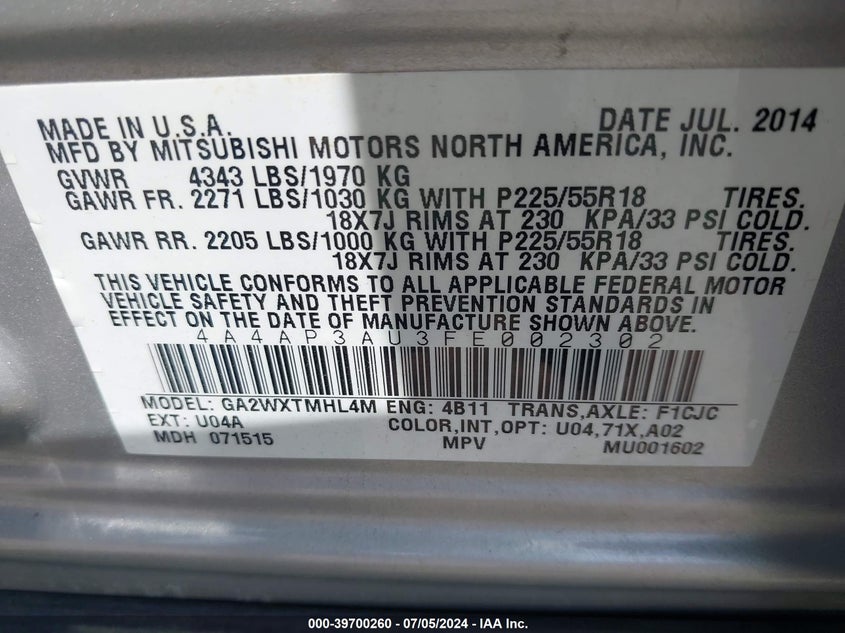 MADE IN U.S.A. DATE JUL. 2014
MFD BY MITSUBISHI MOTORS NORTH AMERICA, INC.
GVWR 4343 LBS/1970 KG
GAWR FR. 2271 LBS/1030 KG WITH P225/55R18 TIRES.
18X7J RIMS AT 230 KPA/33 PSI COLD.
GAWR RR. 2205 LBS/1000 KG WITH P225/55R18 TIRES.
18X7J RIMS AT 230 KPA/33 PSI COLD.
THIS VEHICLE CONFORMS TO ALL APPLICABLE FEDERAL MOTOR
VEHICLE SAFETY AND THEFT PREVENTION STANDARDS IN
EFFECT ON THE DATE OF MANUFACTURE SHOWN ABOVE.
4A4AP3AU3FE002302
MODEL: GA2WXTMHL4M ENG: 4B11 TRANS,AXLE: F1CJC
EXT: U04A COLOR,INT,OPT: U04,71X,A02
MDH 071515 MPV MU001602
000-39700260 - 07/05/2024 - IAA Inc.